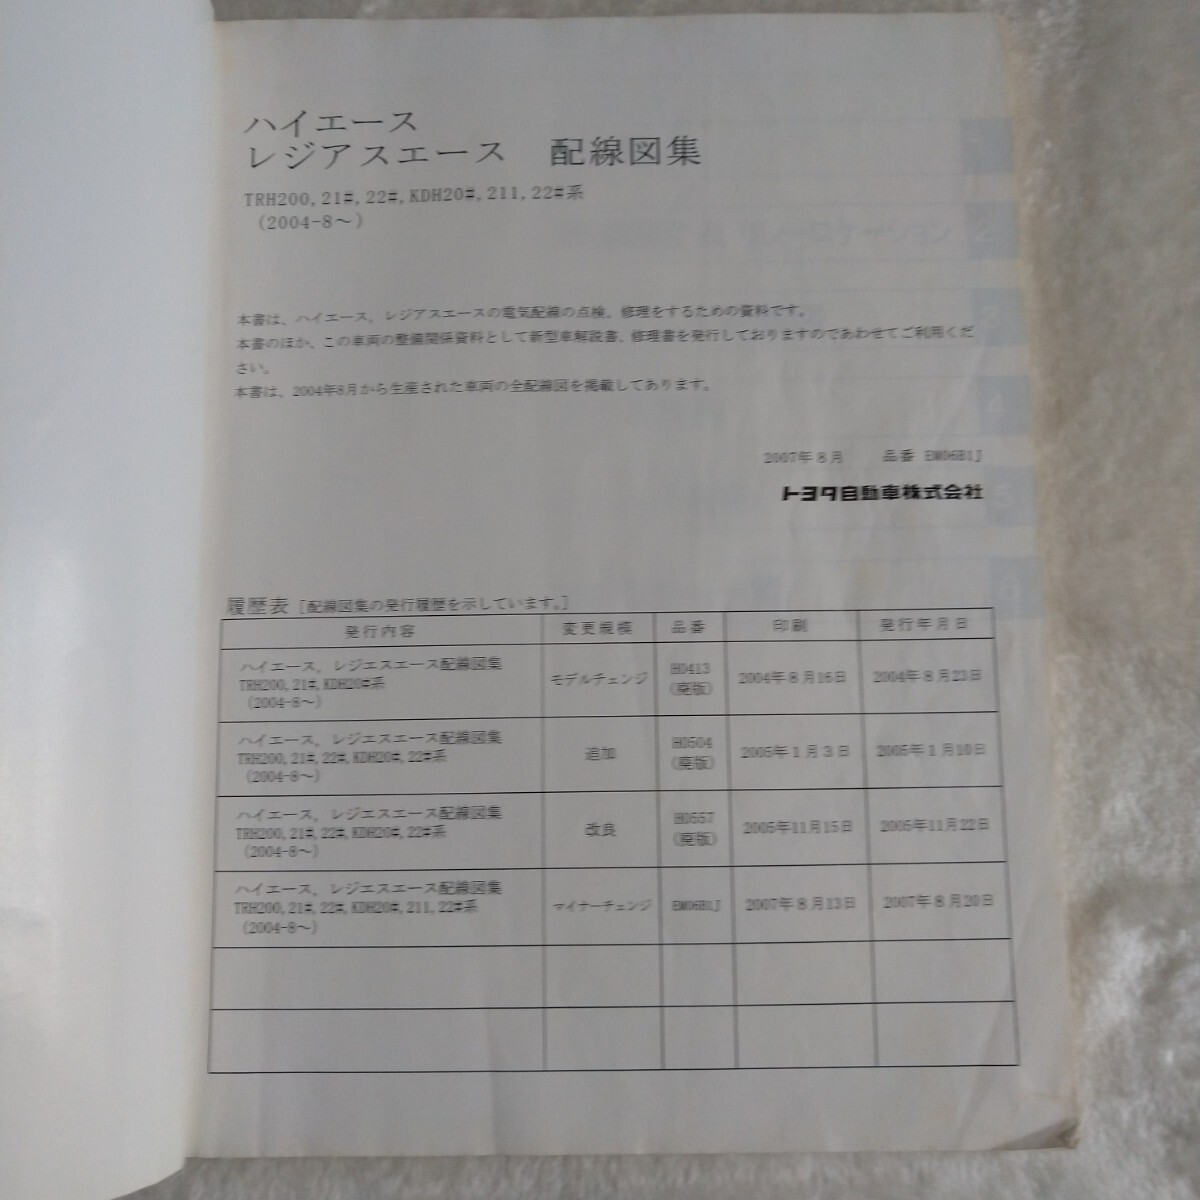 ハイエース
レジアスエース 配線図集
TRH200,21#,22#,KDH20#,211,22#系
(2004-8～)
本書は、ハイエース，レジアスエースの電気配線の点検、修理をするための資料です。
本書のほか、この車両の整備関係資料として新型車解説書、修理書を発行しておりますのであわせてご利用くだ
さい。
本書は、2004年8月から生産された車両の全配線図を掲載してあります。
2007年8月 品番 EM06B1J
トヨタ自動車株式会社
履歴表［配線図集の発行履歴を示しています。］
発行内容 変更規模 品番 印刷 発行年月日
ハイエース，レジエスエース配線図集
TRH200,21#,KDH20#系
(2004-8～)
モデルチェンジ
H0413
(廃版)
2004年8月16日 2004年8月23日
ハイエース，レジエスエース配線図集
TRH200,21#,22#,KDH20#,22#系
(2004-8～)
追加
H0504
(廃版)
2005年1月3日 2005年1月10日
ハイエース，レジエスエース配線図集
TRH200,21#,22#,KDH20#,22#系
(2004-8～)
改良
H0557
(廃版)
2005年11月15日 2005年11月22日
ハイエース，レジエスエース配線図集
TRH200,21#,22#,KDH20#,211,22#系
(2004-8～)
マイナーチェンジ
EM06B1J
2007年8月13日 2007年8月20日